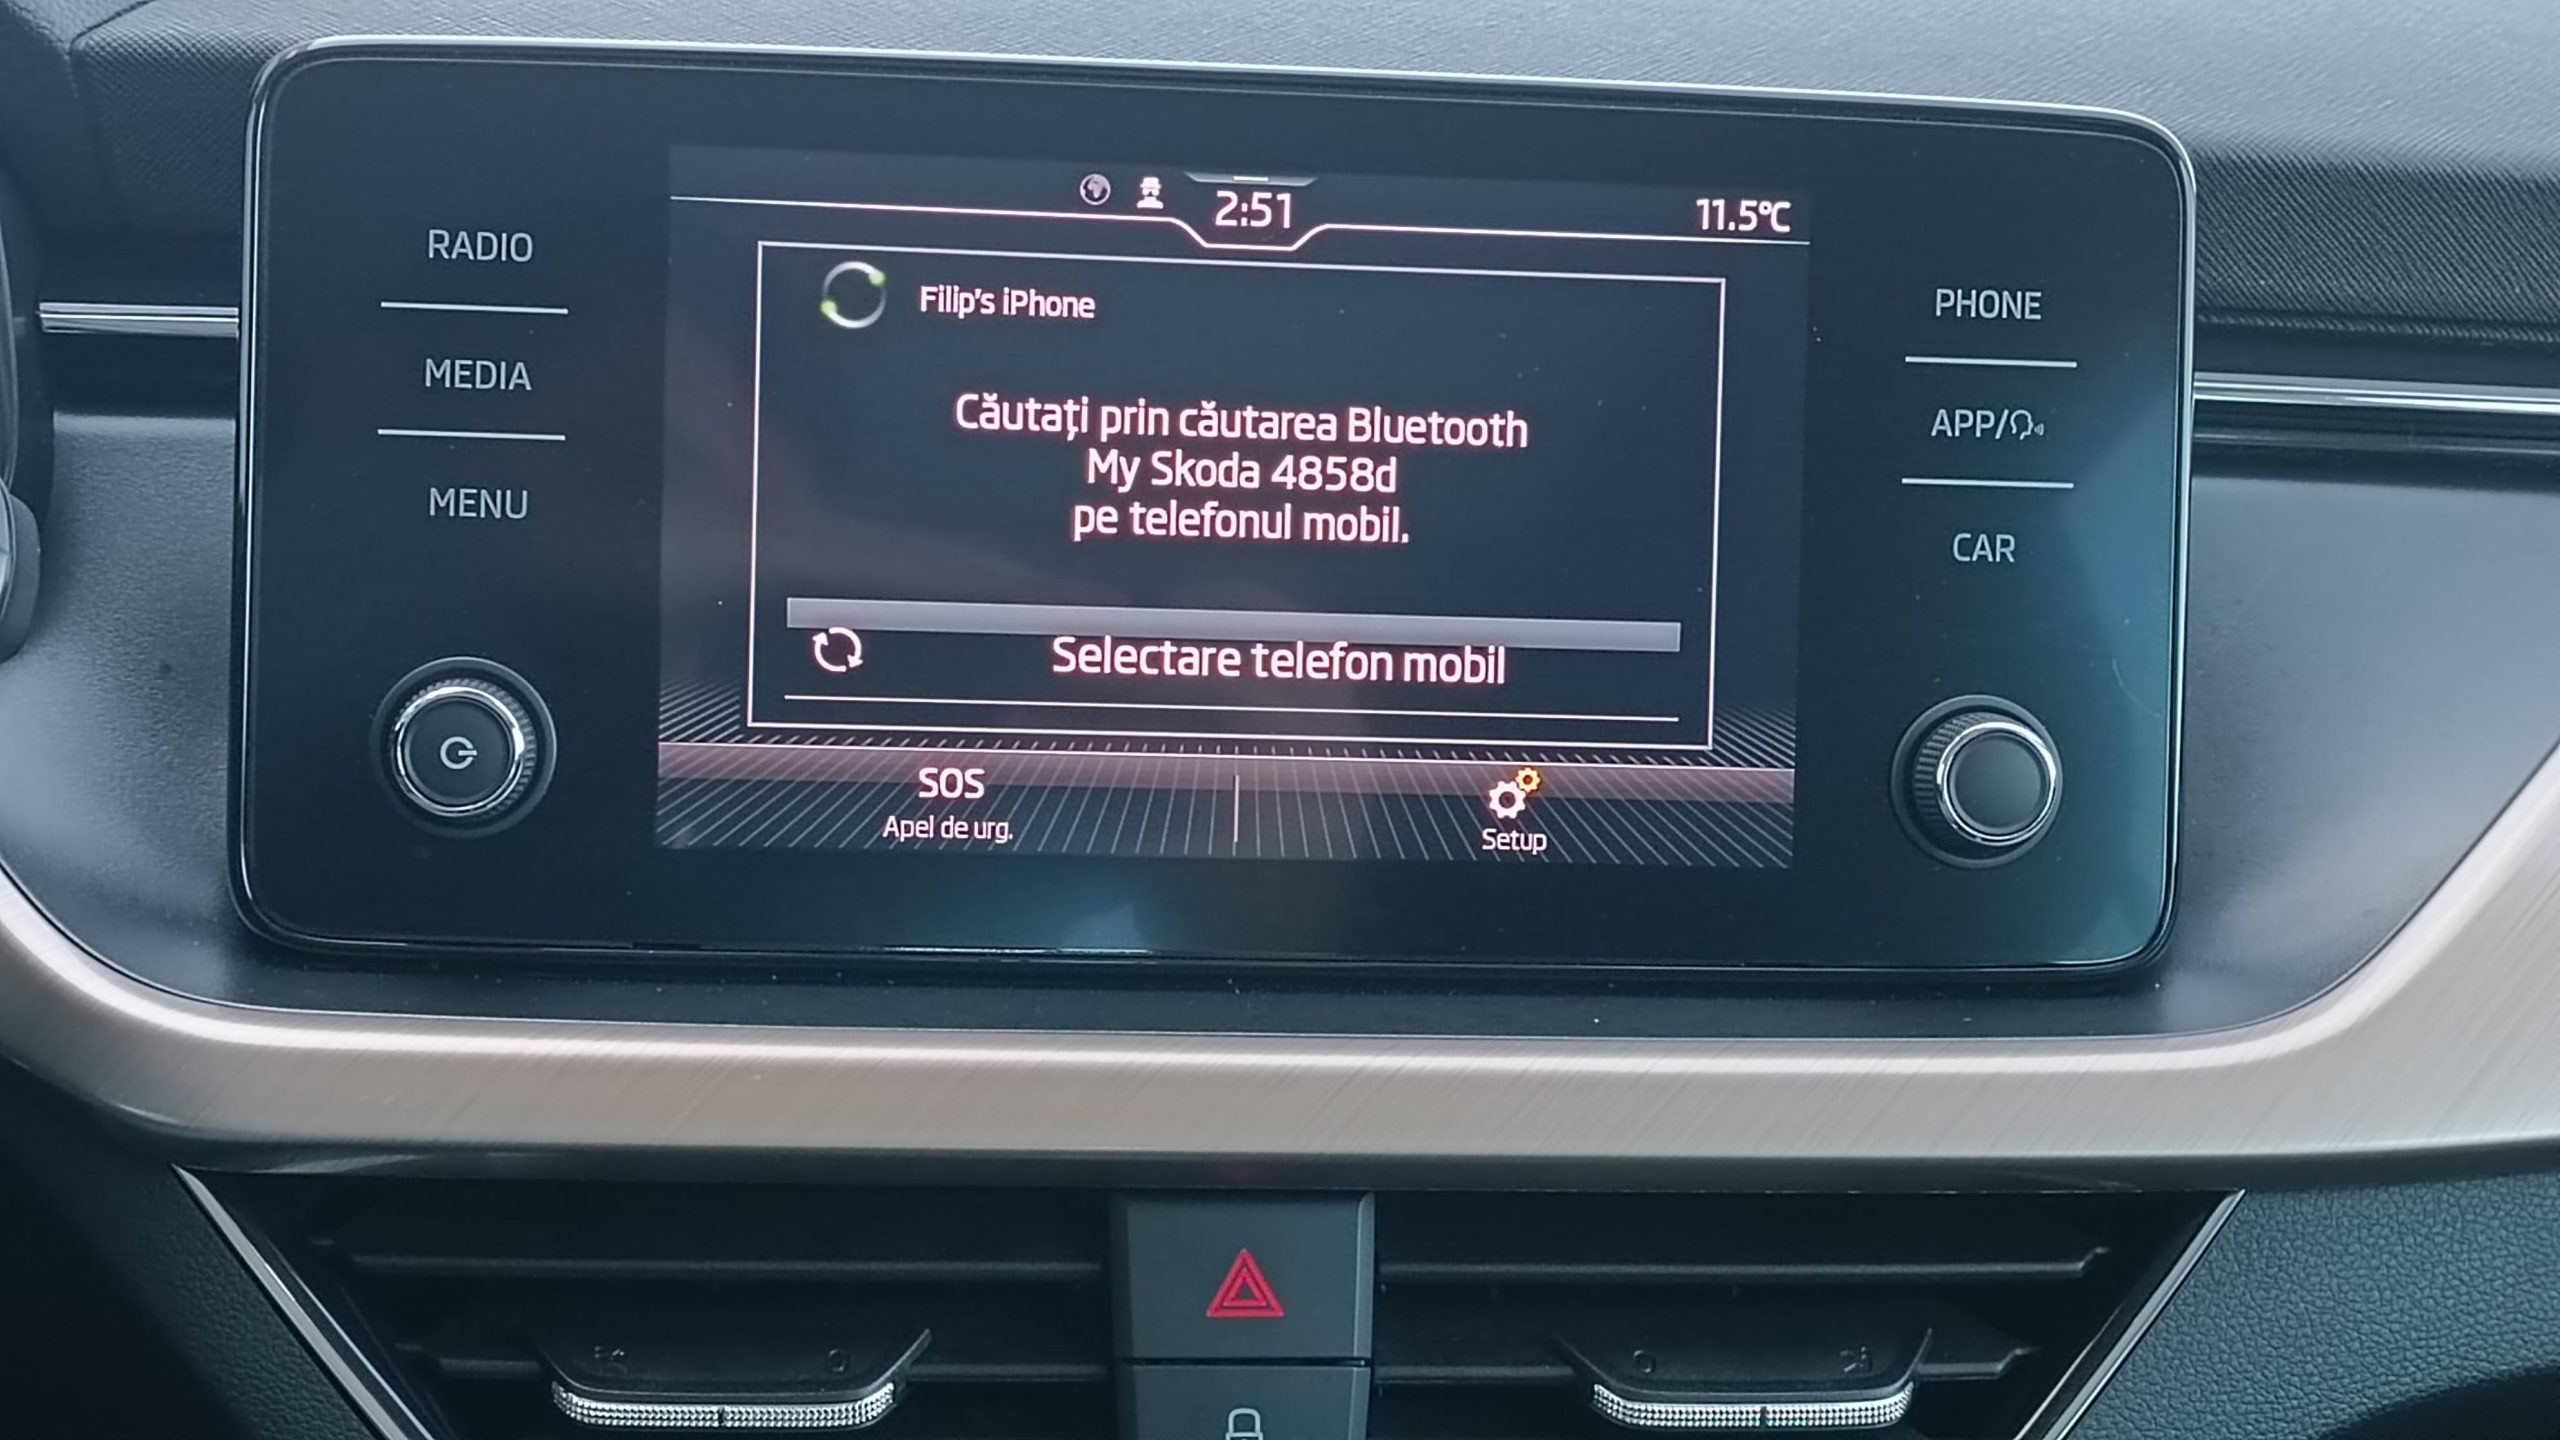 2:51
11.5°C
RADIO
MEDIA
MENU
Filip's iPhone
Căutați prin căutarea Bluetooth
My Skoda 4858d
pe telefonul mobil.
Selectare telefon mobil
SOS
Apel de urg.
Setup
PHONE
APP/
CAR